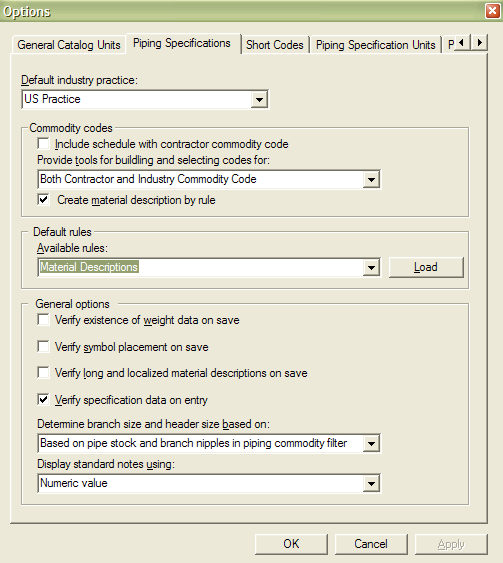 Options
General Catalog Units
Piping Specifications
Short Codes
Piping Specification Units
Default industry practice:
US Practice
Commodity codes
Include schedule with contractor commodity code
Provide tools for buildling and selecting codes for:
Both Contractor and Industry Commodity Code
Create material description by rule
Default rules
Available rules:
Material Descriptions
Load
General options
Verify existence of weight data on save
Verify symbol placement on save
Verify long and localized material descriptions on save
Verify specification data on entry
Determine branch size and header size based on:
Based on pipe stock and branch nipples in piping commodity filter
Display standard notes using:
Numeric value
OK
Cancel
Apply